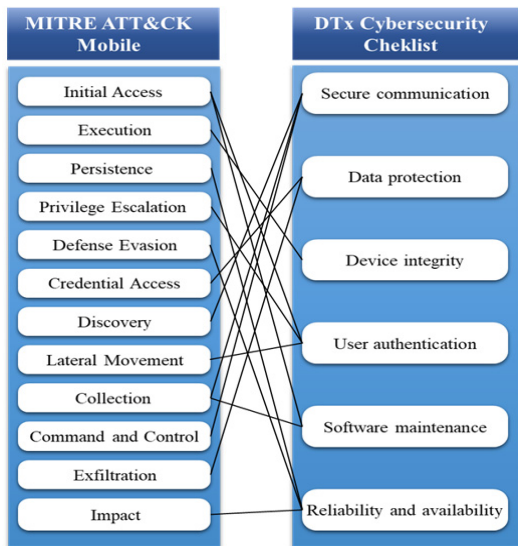 MITRE ATT&CK
Mobile
Initial Access
Execution
Persistence
Privilege Escalation
Defense Evasion
Credential Access
Discovery
Lateral Movement
Collection
Command and Control
Exfiltration
Impact
DTx Cybersecurity
Cheklist
Secure communication
Data protection
Device integrity
User authentication
Software maintenance
Reliability and availability